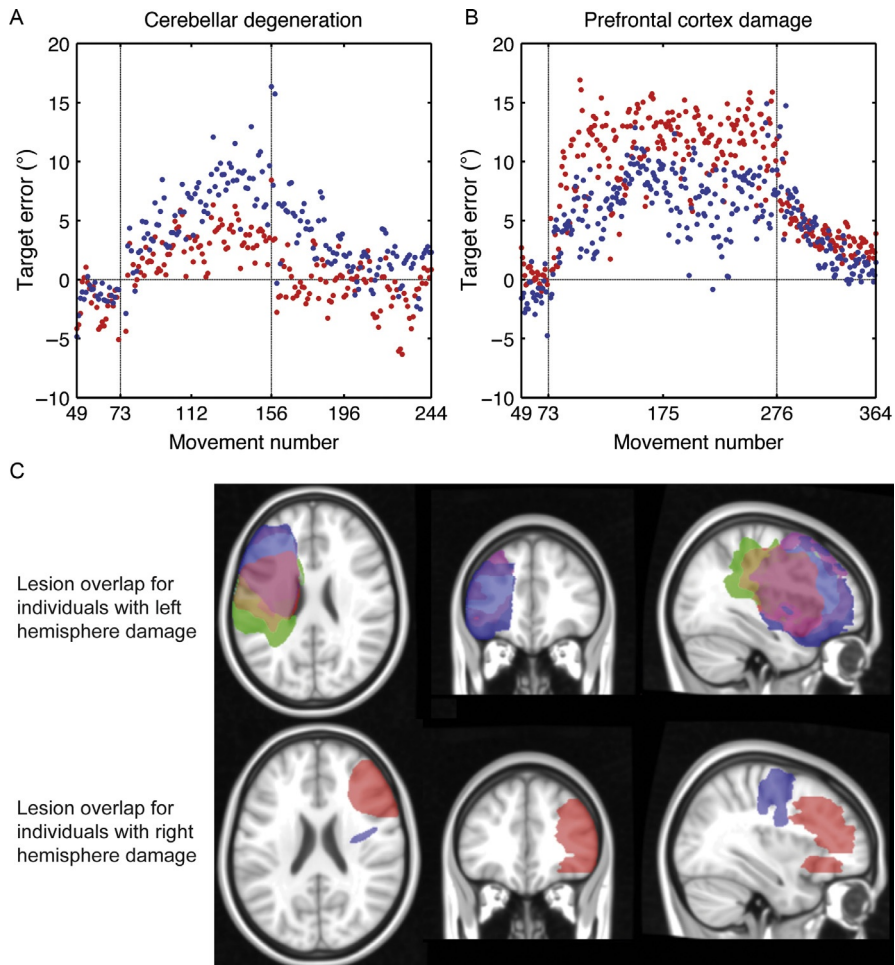 A
Cerebellar degeneration
20
15
10
5
0
−5
−10
Target error (°)
49 73 112 156 196 244
Movement number
B
Prefrontal cortex damage
20
15
10
5
0
−5
−10
Target error (°)
49 73 175 276 364
Movement number
C
Lesion overlap for
individuals with left
hemisphere damage
Lesion overlap for
individuals with right
hemisphere damage